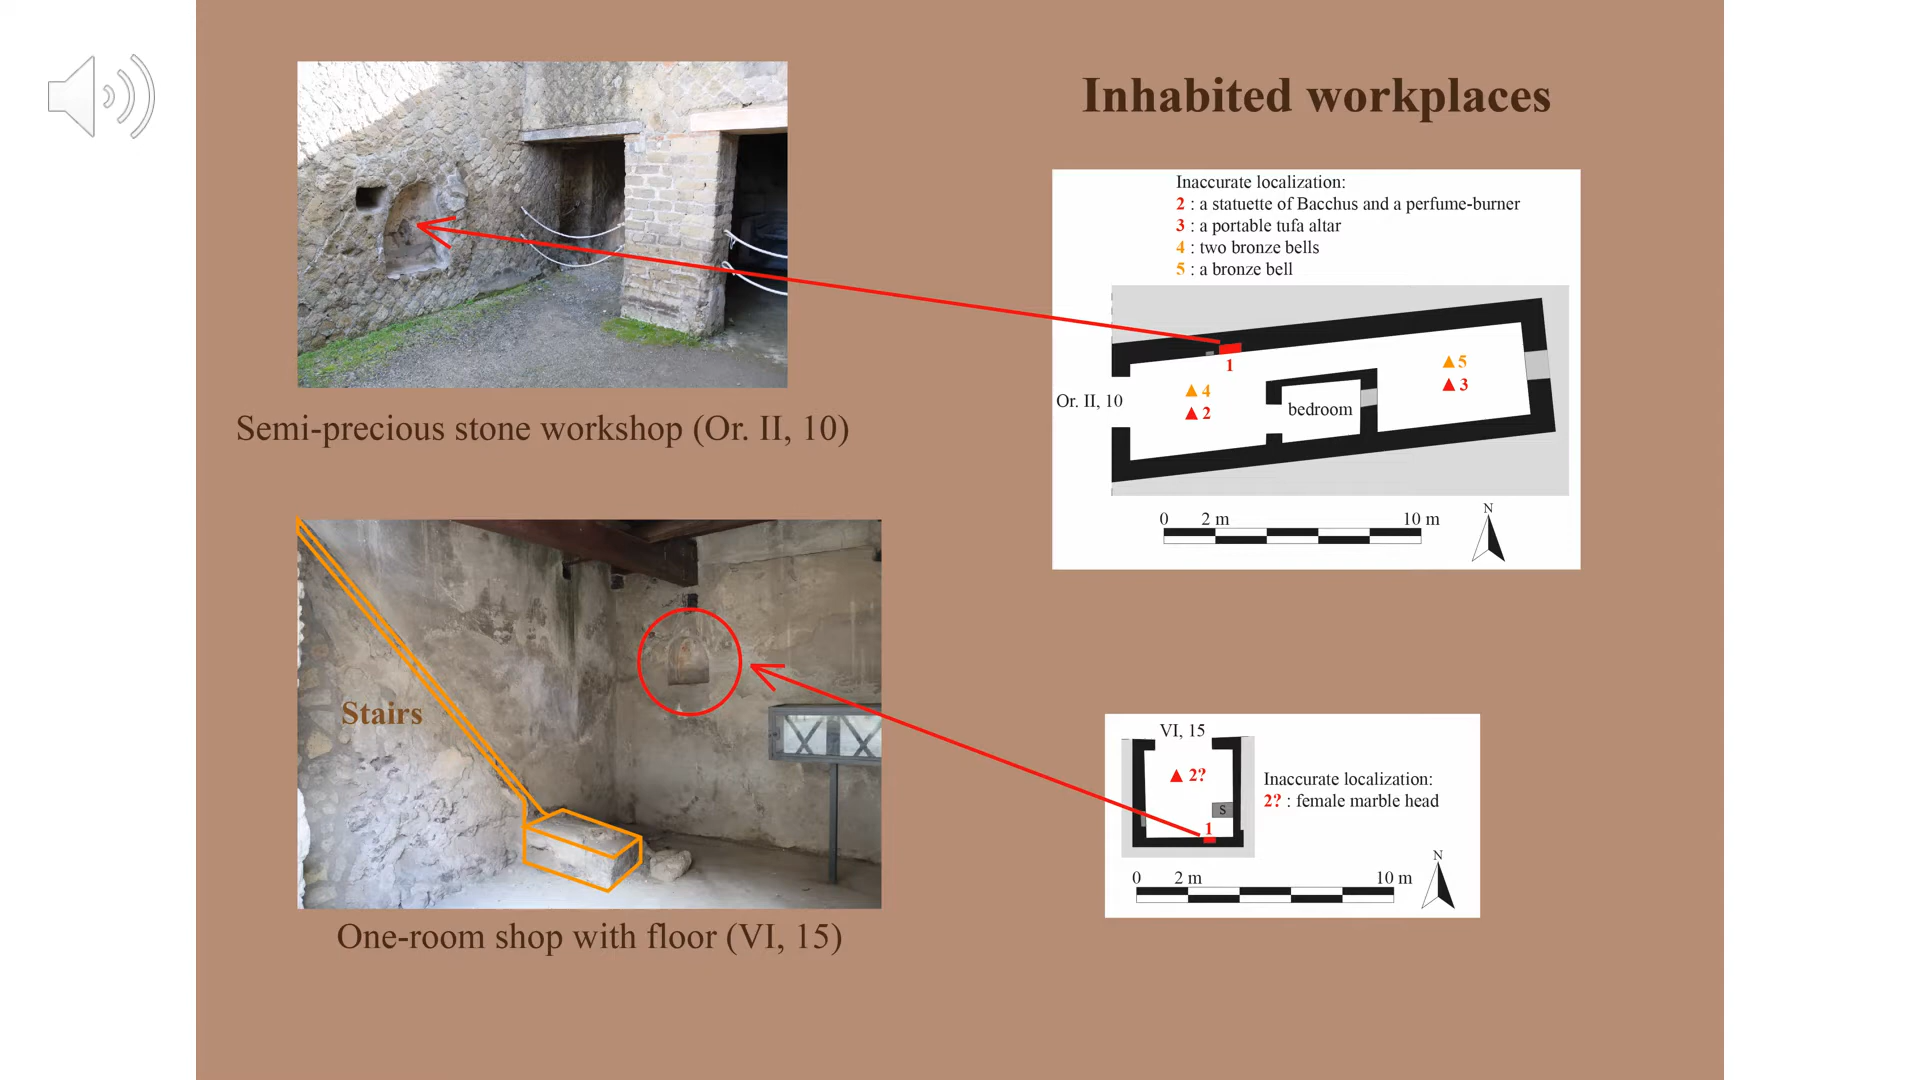 Inhabited workplaces
Inaccurate localization:
2 : a statuette of Bacchus and a perfume-burner
3 : a portable tufa altar
4 : two bronze bells
5 : a bronze bell
1
5
4
3
Or. II, 10
2
bedroom
N
0 2 m 10 m
Semi-precious stone workshop (Or. II, 10)
Stairs
VI, 15
2?
Inaccurate localization:
2? : female marble head
S
1
N
0 2 m 10 m
One-room shop with floor (VI, 15)